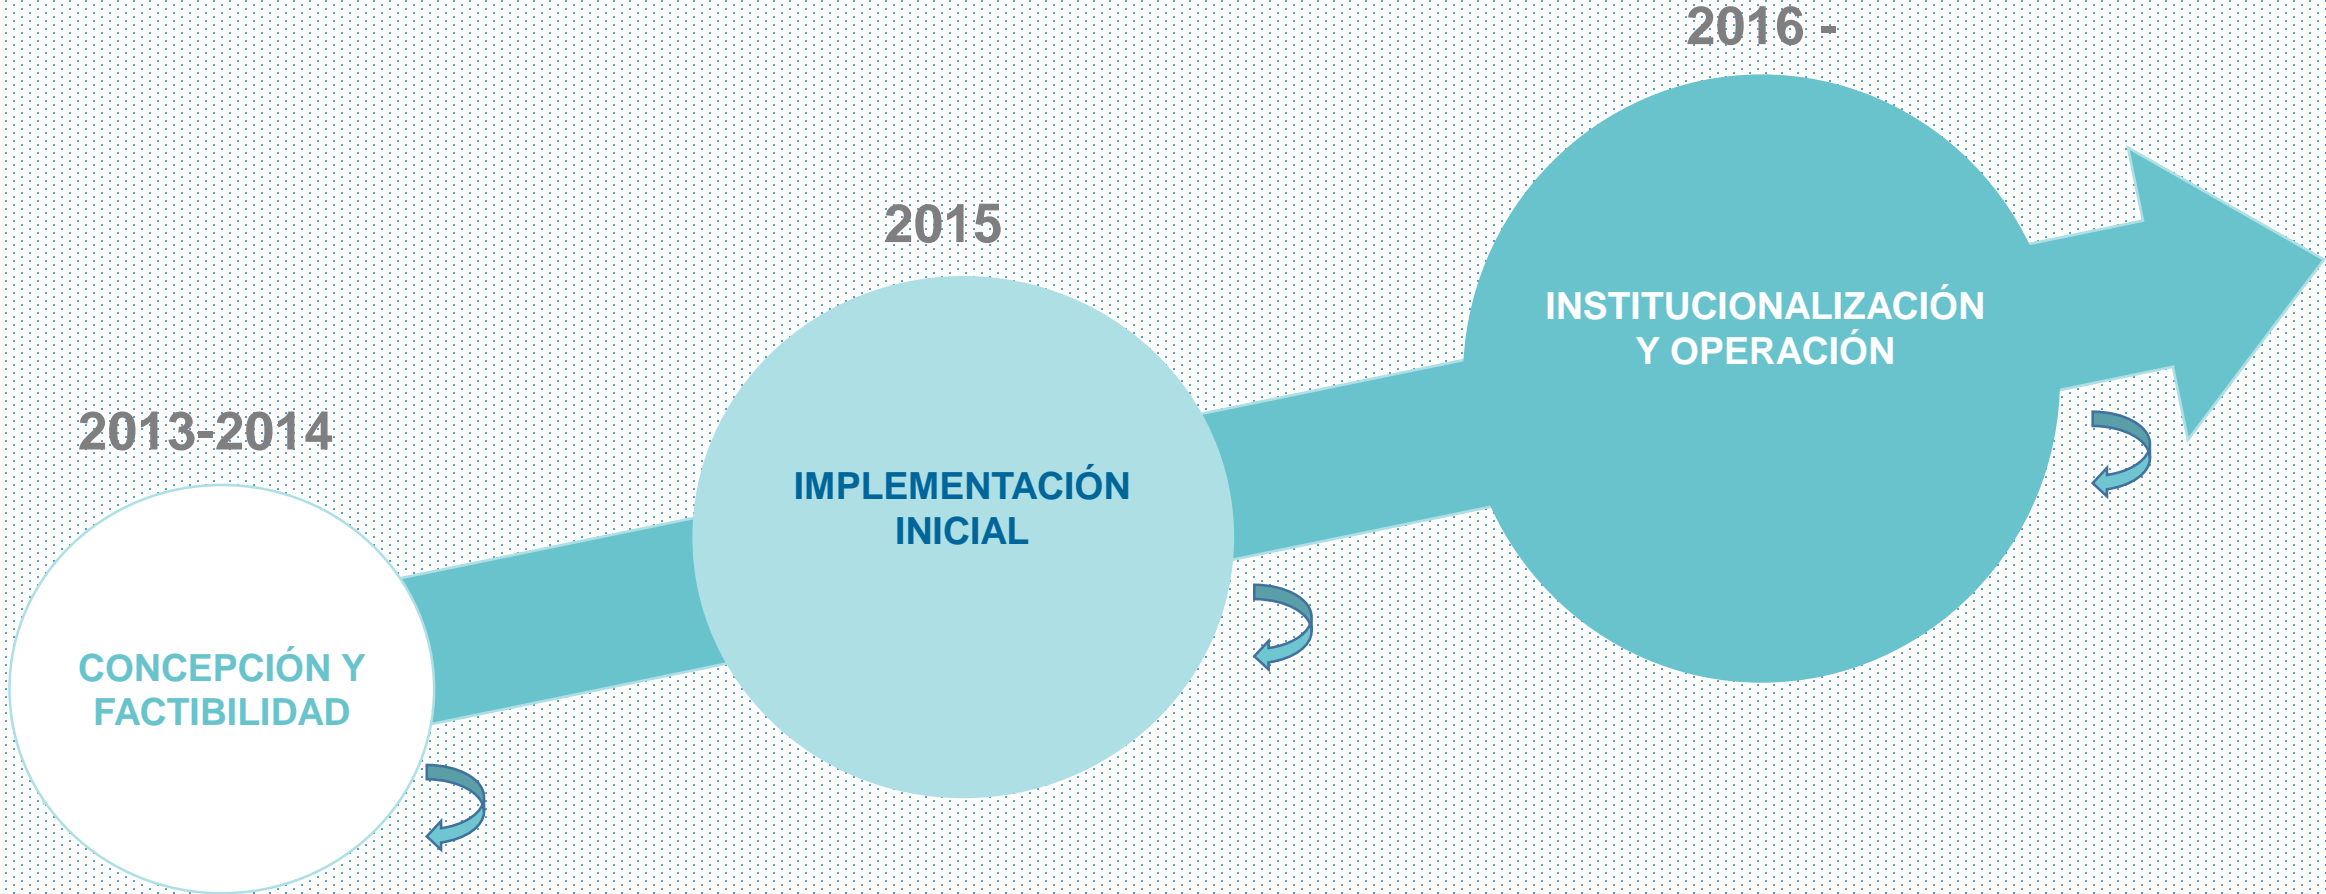 2013-2014
CONCEPCIÓN Y
FACTIBILIDAD
2015
IMPLEMENTACIÓN
INICIAL
2016 -
INSTITUCIONALIZACIÓN
Y OPERACIÓN